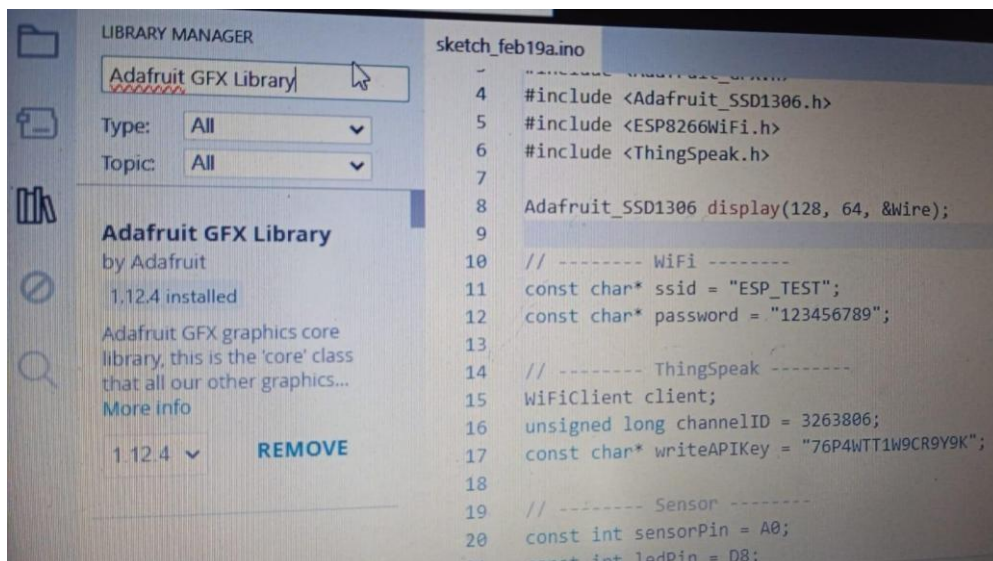 LIBRARY MANAGER
Adafruit GFX Library
Type: All
Topic: All
Adafruit GFX Library
by Adafruit
1.12.4 installed
Adafruit GFX graphics core
library, this is the 'core' class
that all our other graphics...
More info
1.12.4
REMOVE
sketch_feb19a.ino
4 #include <Adafruit_SSD1306.h>
5 #include <ESP8266WiFi.h>
6 #include <ThingSpeak.h>
7
8 Adafruit_SSD1306 display(128, 64, &Wire);
9
10 // -------- WiFi --------
11 const char* ssid = "ESP_TEST";
12 const char* password = "123456789";
13
14 // -------- ThingSpeak --------
15 WiFiClient client;
16 unsigned long channelID = 3263806;
17 const char* writeAPIKey = "76P4WTT1W9CR9Y9K";
18
19 // -------- Sensor --------
20 const int sensorPin = A0;
const int ledPin = D8;